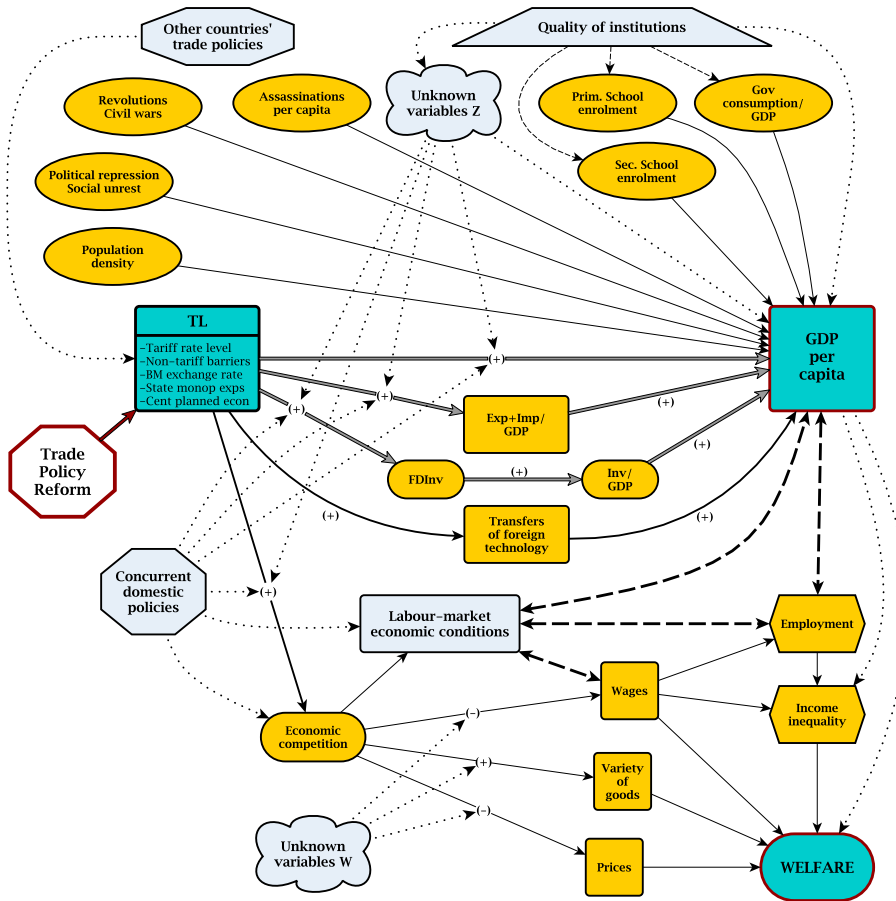 Other countries'
trade policies
Quality of institutions
Revolutions
Civil wars
Assassinations
per capita
Unknown
variables Z
Prim. School
enrolment
Gov
consumption/
GDP
Political repression
Social unrest
Sec. School
enrolment
Population
density
TL
-Tariff rate level
-Non-tariff barriers
-BM exchange rate
-State monop exps
-Cent planned econ
GDP
per
capita
(+)
(+)
(+)
(+)
Exp+Imp/
GDP
Trade
Policy
Reform
(+)
FDInv
(+)
Inv/
GDP
(+)
Transfers
of foreign
technology
(+)
Concurrent
domestic
policies
(+)
Labour-market
economic conditions
Employment
Wages
Economic
competition
(-)
Income
inequality
(+)
Variety
of
goods
(-)
Unknown
variables W
Prices
WELFARE